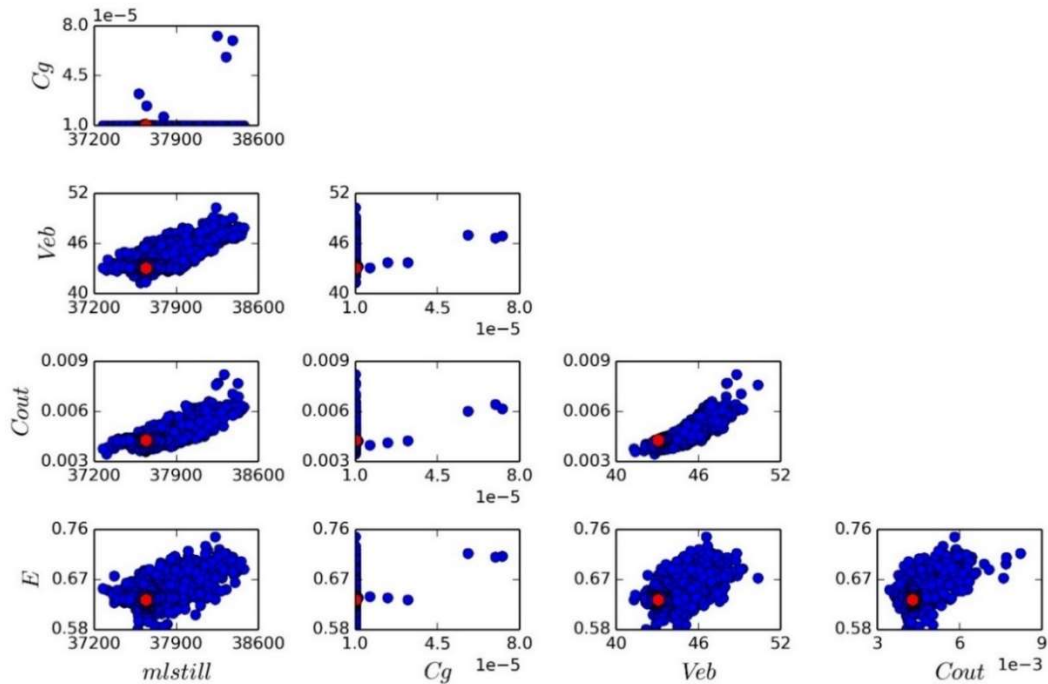 1e-5
8.0
Cg
4.5
1.0
37200 37900 38600
52 52
Veb
46 46
40 40
37200 37900 38600 1.0 4.5 8.0
1e-5
0.009 0.009 0.009
Cout
0.006 0.006 0.006
0.003 0.003 0.003
37200 37900 38600 1.0 4.5 8.0 40 46 52
1e-5
0.76 0.76 0.76 0.76
E
0.67 0.67 0.67 0.67
0.58 0.58 0.58 0.58
37200 37900 38600 1.0 4.5 8.0 40 46 52 3 6 9
mlstill Cg 1e-5 Veb Cout 1e-3